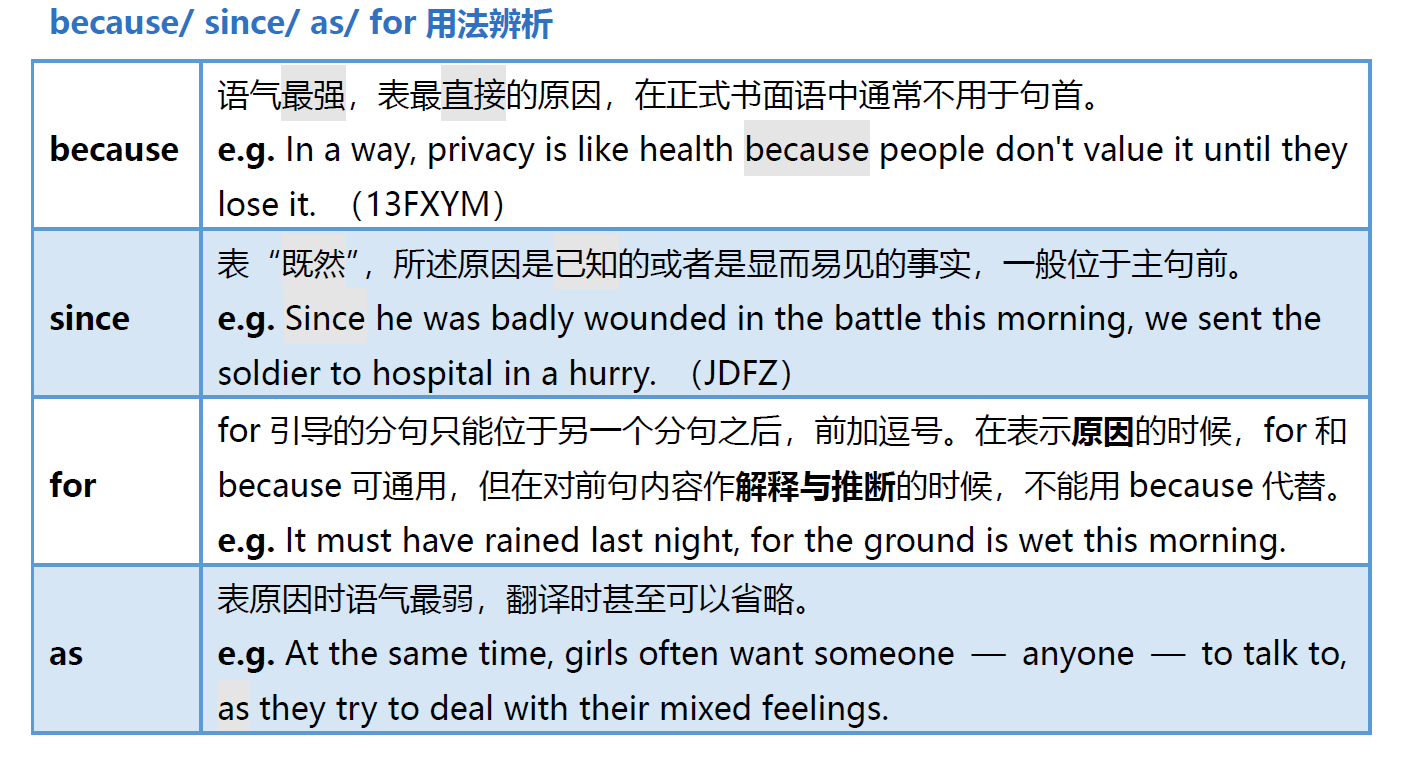 because/ since/ as/ for 用法辨析
because
语气最强，表最直接的原因，在正式书面语中通常不用于句首。
e.g. In a way, privacy is like health because people don't value it until they
lose it. （13FXYM）
since
表“既然”，所述原因是已知的或者是显而易见的事实，一般位于主句前。
e.g. Since he was badly wounded in the battle this morning, we sent the
soldier to hospital in a hurry. （JDFZ）
for
for 引导的分句只能位于另一个分句之后，前加逗号。在表示原因的时候，for 和
because 可通用，但在对前句内容作解释与推断的时候，不能用 because 代替。
e.g. It must have rained last night, for the ground is wet this morning.
as
表原因时语气最弱，翻译时甚至可以省略。
e.g. At the same time, girls often want someone — anyone — to talk to,
as they try to deal with their mixed feelings.